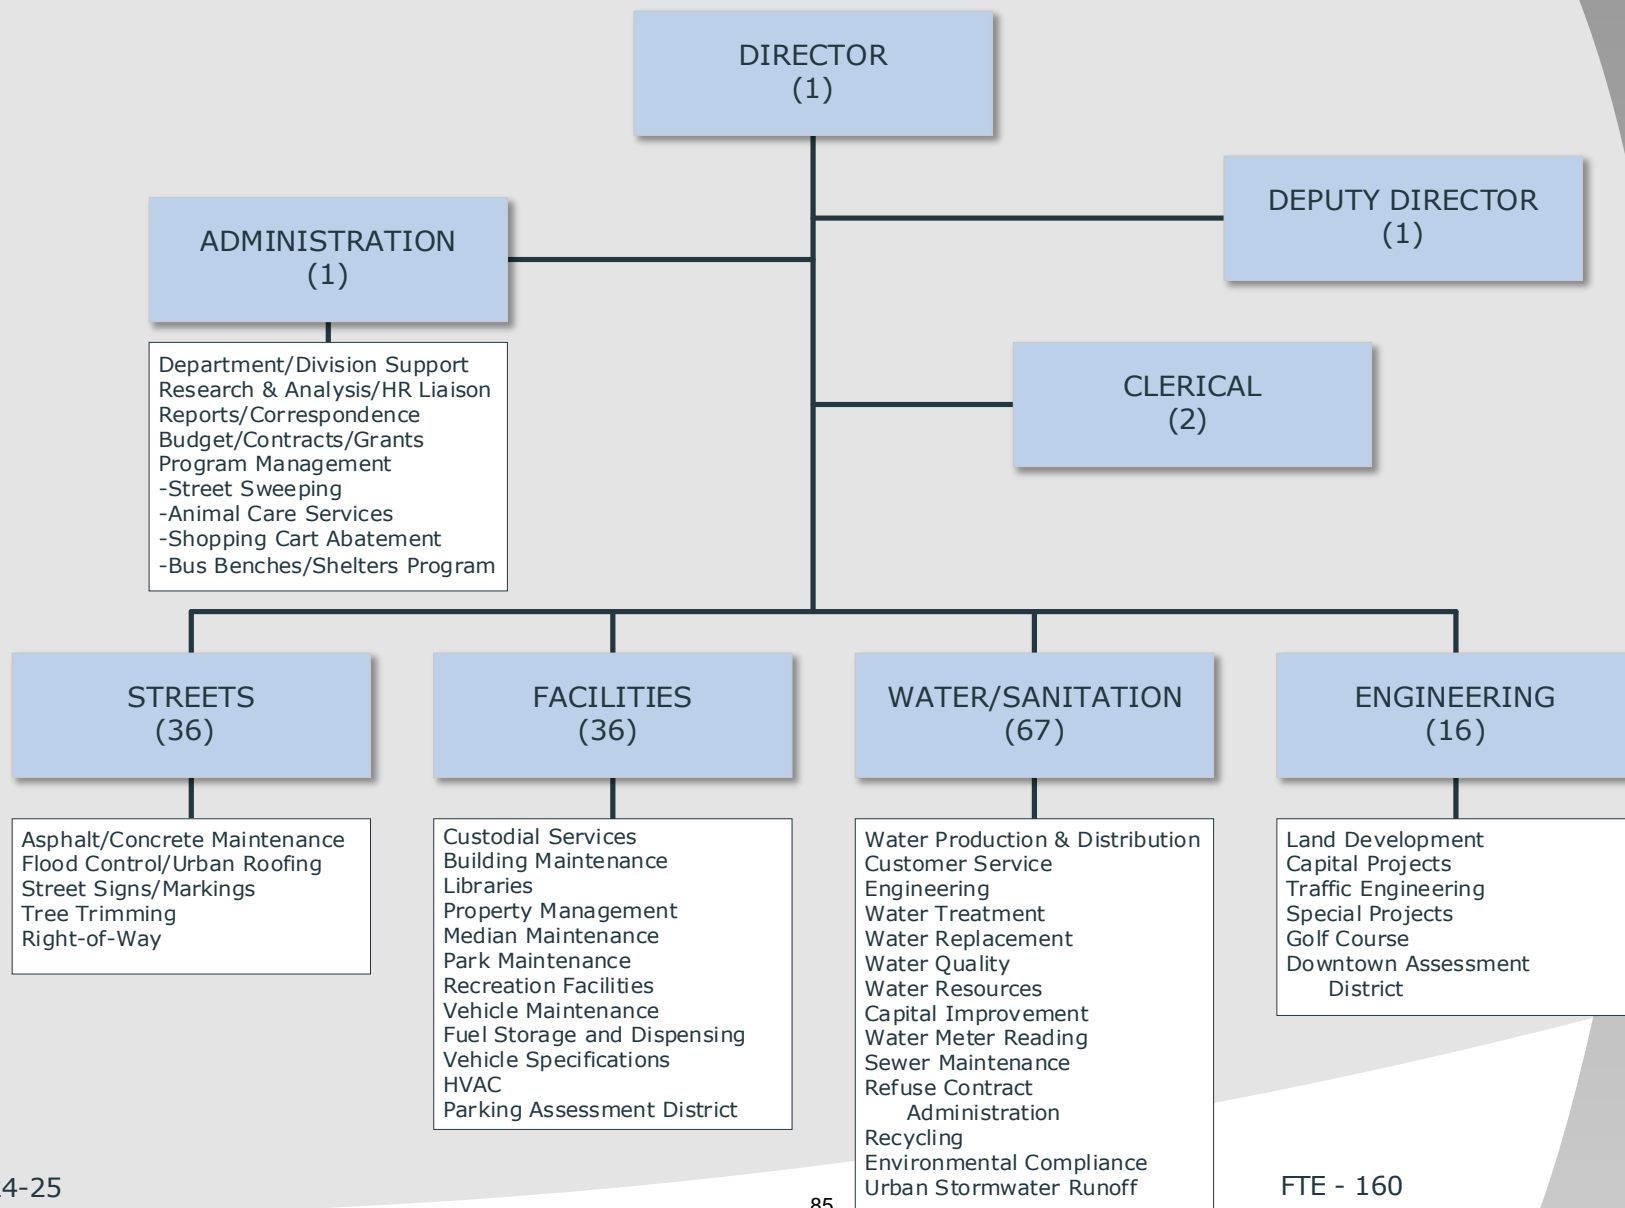 DIRECTOR
(1)
DEPUTY DIRECTOR
(1)
ADMINISTRATION
(1)
Department/Division Support
Research & Analysis/HR Liaison
Reports/Correspondence
Budget/Contracts/Grants
Program Management
-Street Sweeping
-Animal Care Services
-Shopping Cart Abatement
-Bus Benches/Shelters Program
CLERICAL
(2)
STREETS
(36)
Asphalt/Concrete Maintenance
Flood Control/Urban Roofing
Street Signs/Markings
Tree Trimming
Right-of-Way
FACILITIES
(36)
Custodial Services
Building Maintenance
Libraries
Property Management
Median Maintenance
Park Maintenance
Recreation Facilities
Vehicle Maintenance
Fuel Storage and Dispensing
Vehicle Specifications
HVAC
Parking Assessment District
WATER/SANITATION
(67)
Water Production & Distribution
Customer Service
Engineering
Water Treatment
Water Replacement
Water Quality
Water Resources
Capital Improvement
Water Meter Reading
Sewer Maintenance
Refuse Contract
Administration
Recycling
Environmental Compliance
Urban Stormwater Runoff
ENGINEERING
(16)
Land Development
Capital Projects
Traffic Engineering
Special Projects
Golf Course
Downtown Assessment
District
4-25
85
FTE - 160